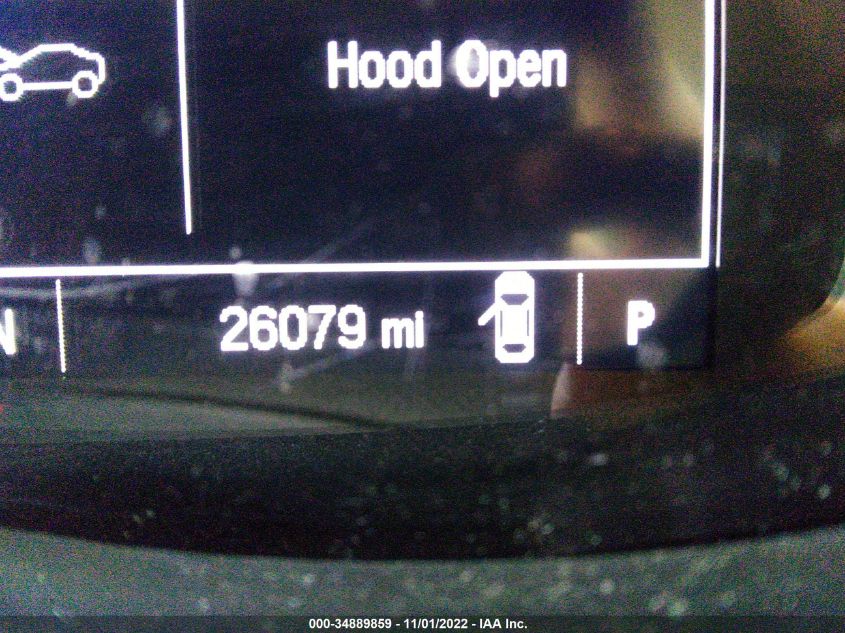 Hood Open
N
26079 mi
P
000-34889859 - 11/01/2022 - IAA Inc.